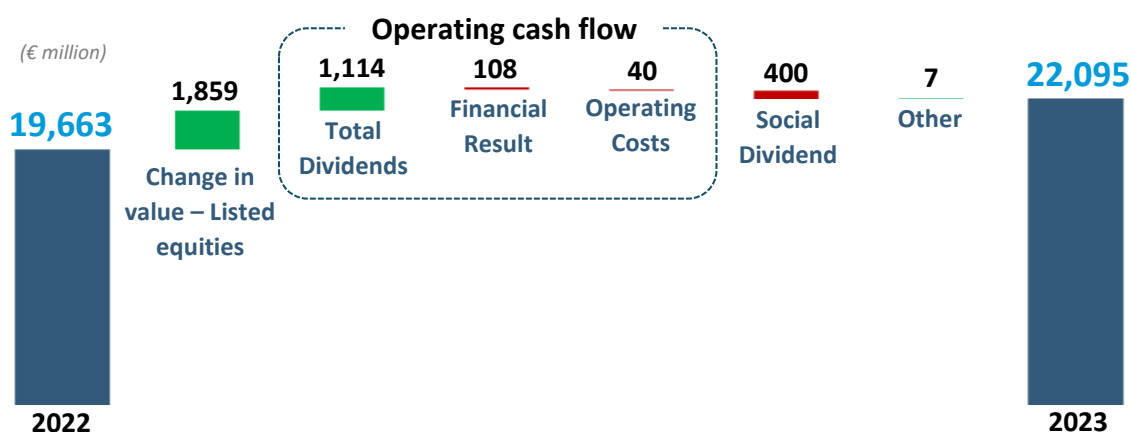 Operating cash flow
(€ million)
19,663
2022
1,859
Change in
value – Listed
equities
1,114
Total
Dividends
108
Financial
Result
40
Operating
Costs
400
Social
Dividend
7
Other
22,095
2023